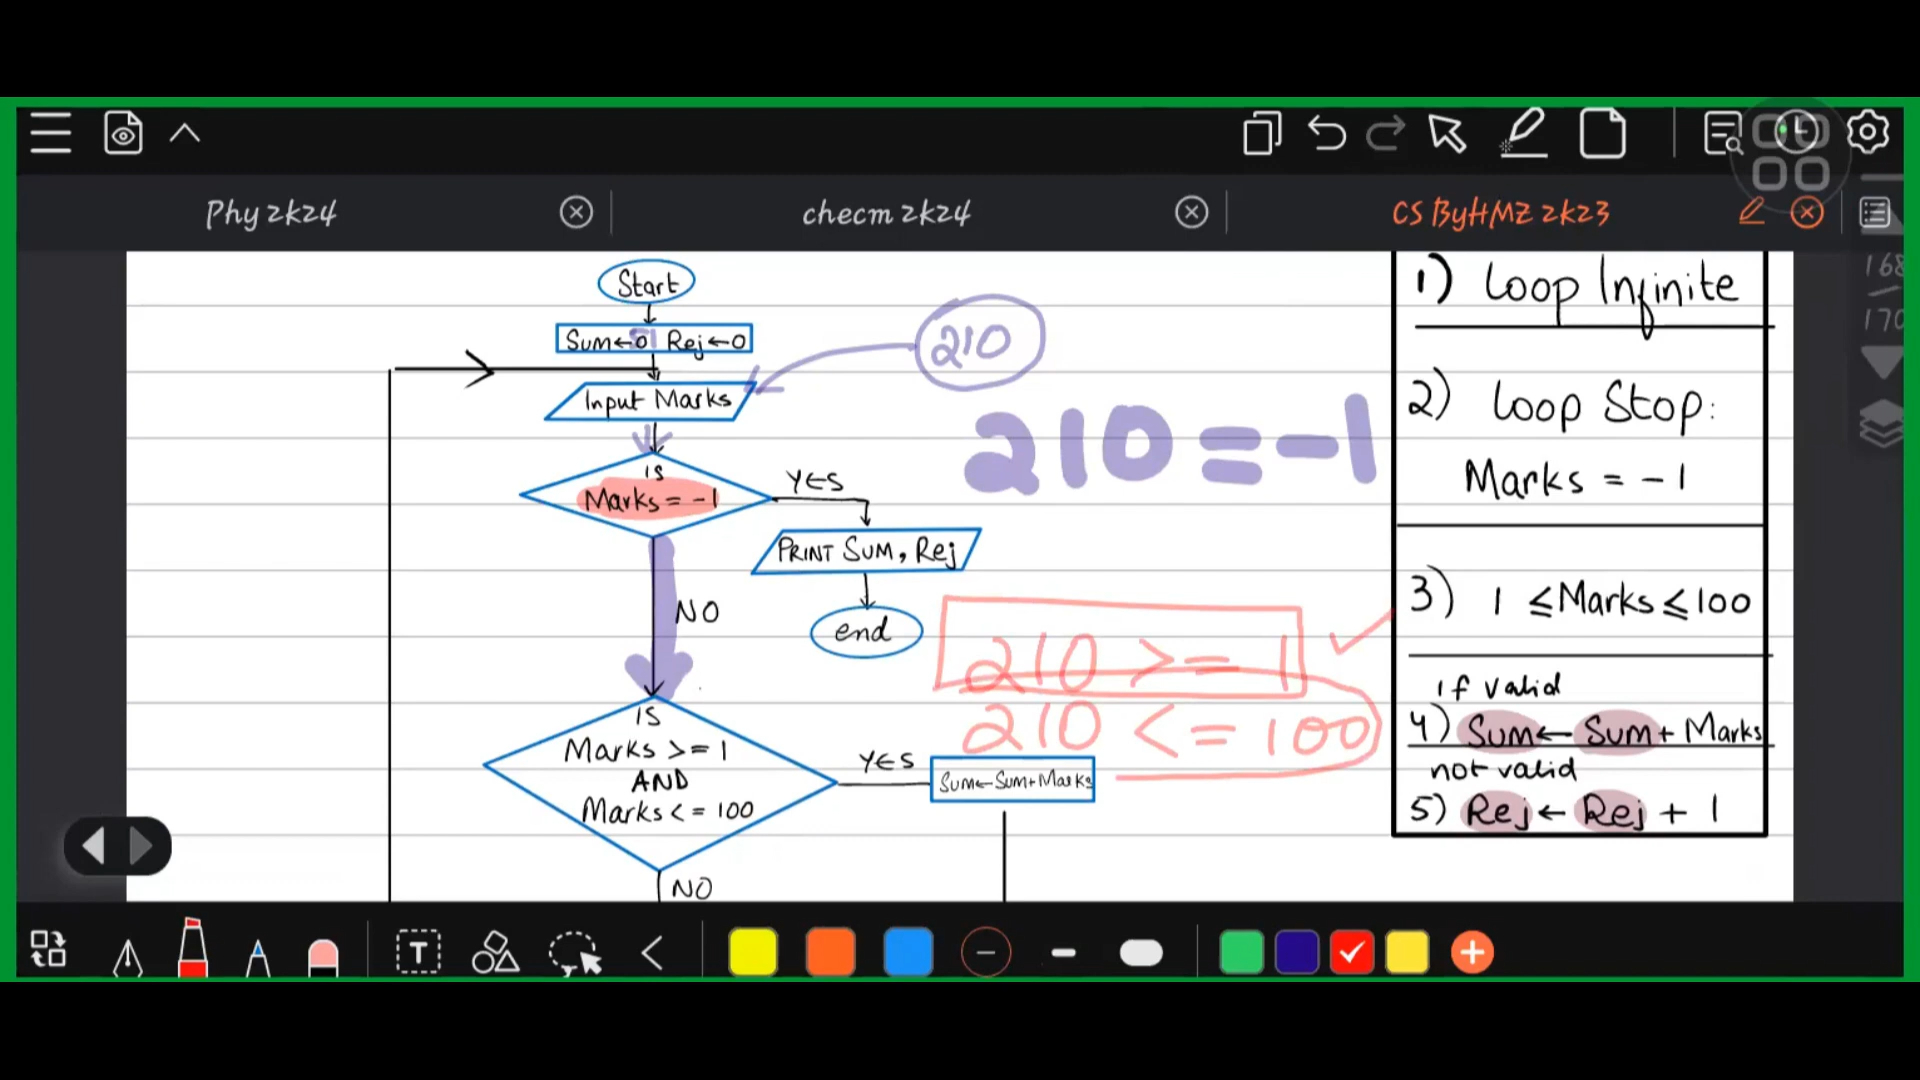 Phy 2k24
checm 2k24
CS ByHMZ 2k23
168
170
Start
Sum←0 Rej←0
51
Input Marks
210
210 = -1
is
Marks = -1
YES
PRINT SUM, Rej
end
NO
210 >= 1
210 <= 100
IS
Marks >= 1
AND
Marks <= 100
YES
Sum←Sum+Marks
NO
1) Loop Infinite
2) Loop Stop:
Marks = -1
3) 1 ≤ Marks ≤ 100
if valid
4) Sum ← Sum + Marks
not valid
5) Rej ← Rej + 1
T